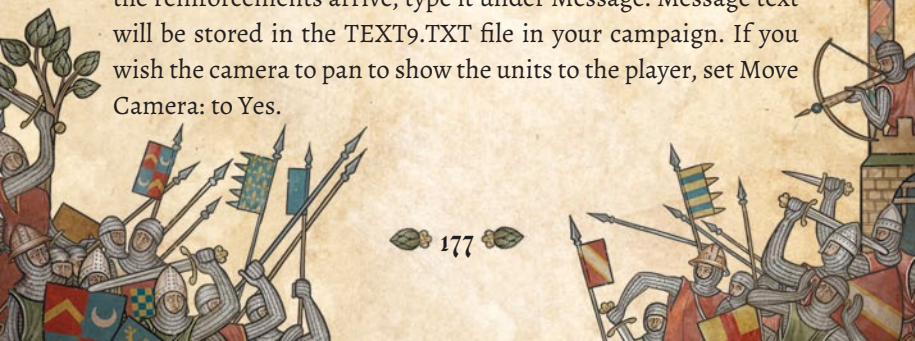 the reinforcements arrive, type it under Message. Message text
will be stored in the TEXT9.TXT file in your campaign. If you
wish the camera to pan to show the units to the player, set Move
Camera: to Yes.
177